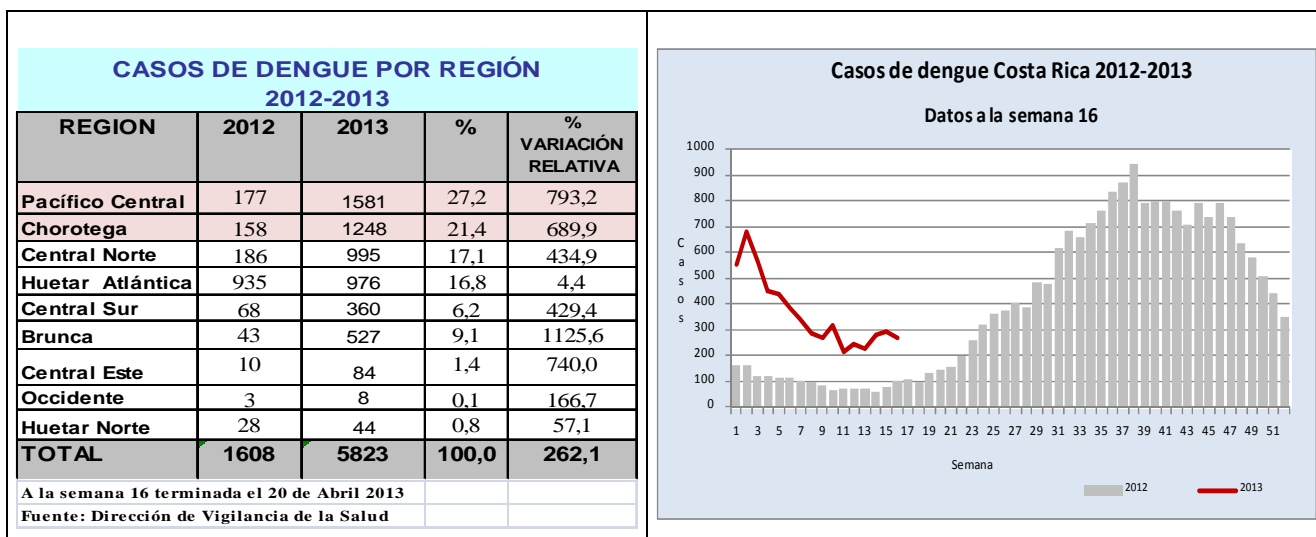 CASOS DE DENGUE POR REGIÓN
2012-2013
REGION 2012 2013 % % VARIACIÓN RELATIVA
Pacífico Central 177 1581 27,2 793,2
Chorotega 158 1248 21,4 689,9
Central Norte 186 995 17,1 434,9
Huetar Atlántica 935 976 16,8 4,4
Central Sur 68 360 6,2 429,4
Brunca 43 527 9,1 1125,6
Central Este 10 84 1,4 740,0
Occidente 3 8 0,1 166,7
Huetar Norte 28 44 0,8 57,1
TOTAL 1608 5823 100,0 262,1
A la semana 16 terminada el 20 de Abril 2013
Fuente: Dirección de Vigilancia de la Salud
Casos de dengue Costa Rica 2012-2013
Datos a la semana 16
Casos
1000
900
800
700
600
500
400
300
200
100
0
1 3 5 7 9 11 13 15 17 19 21 23 25 27 29 31 33 35 37 39 41 43 45 47 49 51
Semana
2012 2013